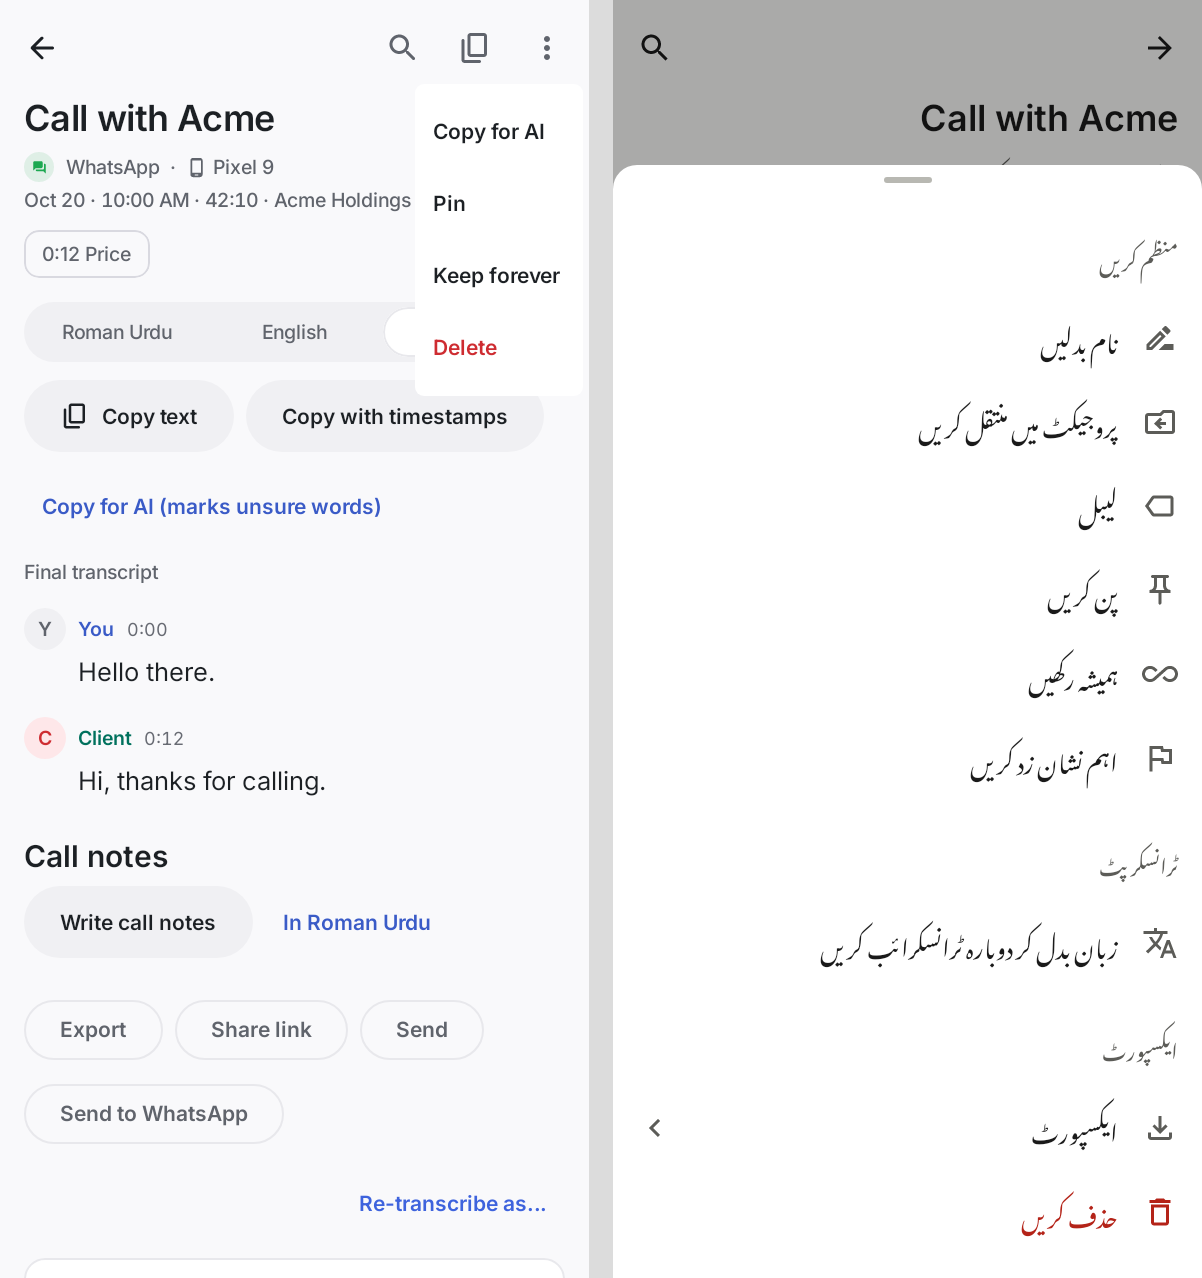 Call with Acme
WhatsApp · Pixel 9
Oct 20 · 10:00 AM · 42:10 · Acme Holdings
0:12 Price
Roman Urdu
English
Copy for AI
Pin
Keep forever
Delete
Copy text
Copy with timestamps
Copy for AI (marks unsure words)
Final transcript
Y You 0:00
Hello there.
C Client 0:12
Hi, thanks for calling.
Call notes
Write call notes
In Roman Urdu
Export
Share link
Send
Send to WhatsApp
Re-transcribe as...
Call with Acme
منظم کریں
نام بدلیں
پروجیکٹ میں منتقل کریں
لیبل
پن کریں
ہمیشہ رکھیں
اہم نشان زد کریں
ٹرانسکرپٹ
زبان بدل کر دوبارہ ٹرانسکرائب کریں
ایکسپورٹ
ایکسپورٹ
حذف کریں